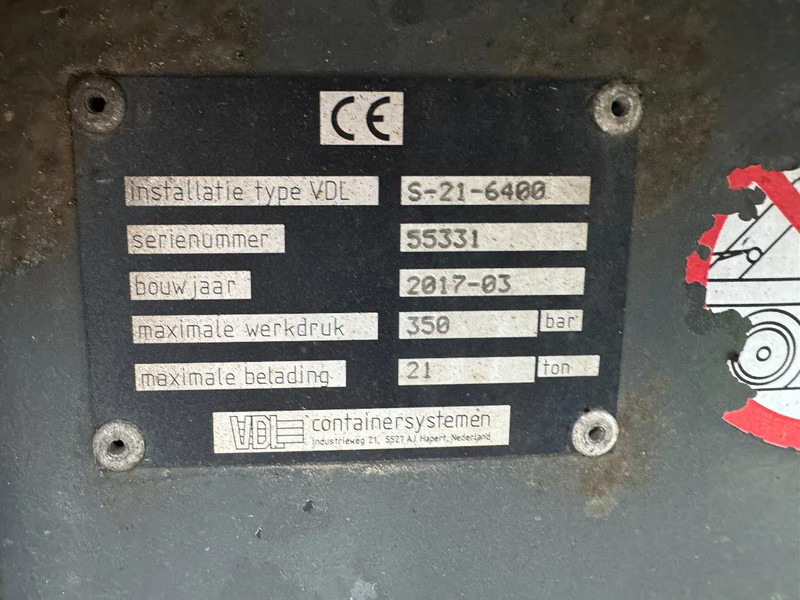 CE
installatie type VDL S-21-6400
serienummer 55331
bouwjaar 2017-03
maximale werkdruk 350 bar
maximale belading 21 ton
VDL containersystemen
Industrieweg 21, 5527 AJ Hapert, Nederland